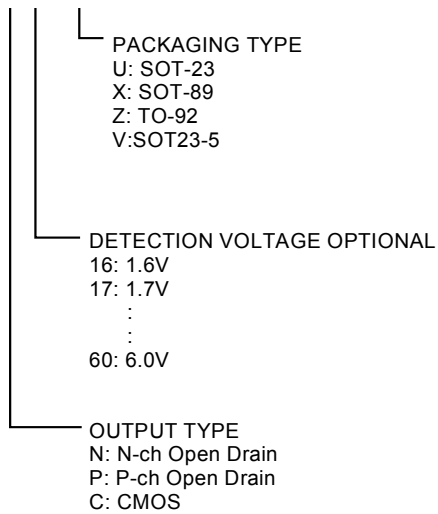 PACKAGING TYPE
U: SOT-23
X: SOT-89
Z: TO-92
V:SOT23-5
DETECTION VOLTAGE OPTIONAL
16: 1.6V
17: 1.7V
:
:
60: 6.0V
OUTPUT TYPE
N: N-ch Open Drain
P: P-ch Open Drain
C: CMOS